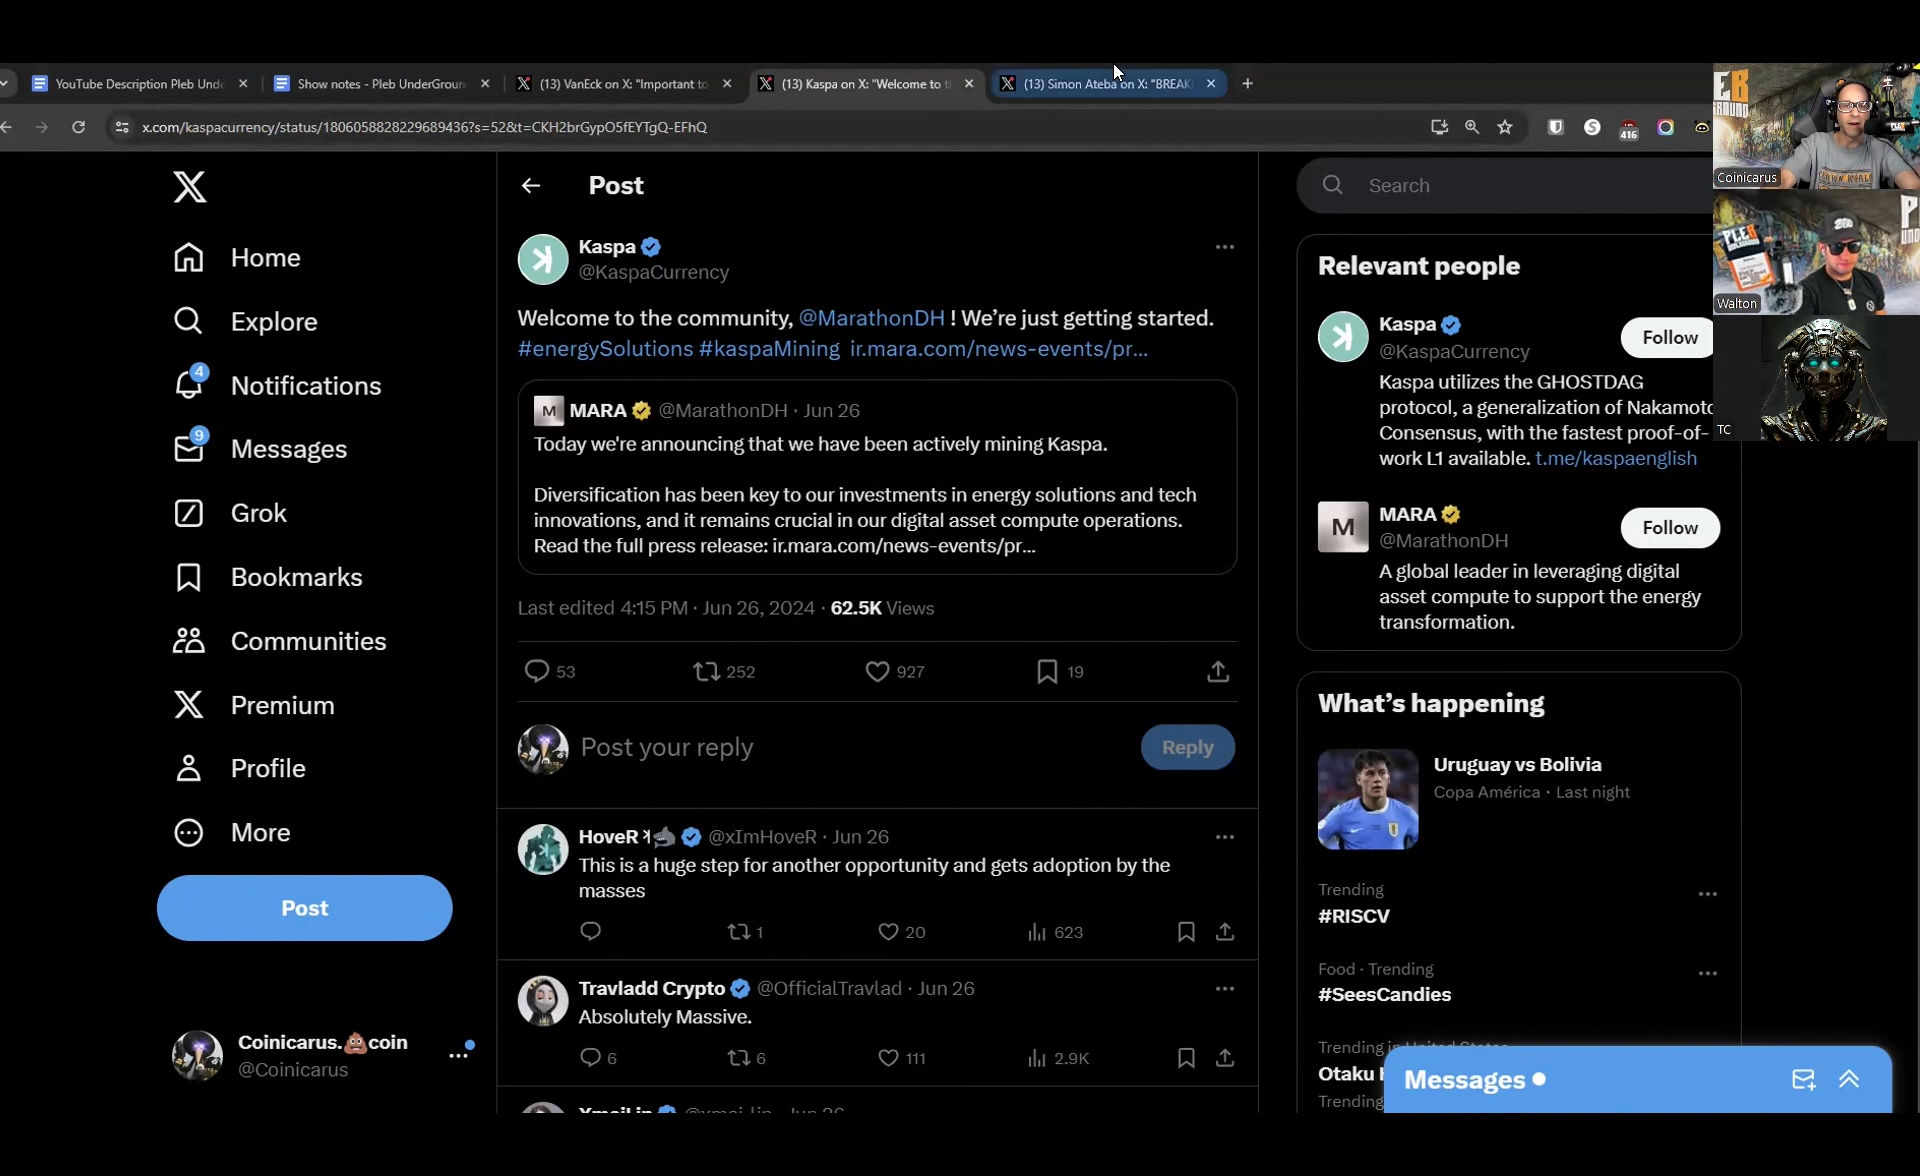 YouTube Description Pleb Unde
Show notes - Pleb UnderGroun
(13) VanEck on X: "Important to
(13) Kaspa on X: "Welcome to t
(13) Simon Ateba on X: "BREAK
x.com/kaspacurrency/status/1806058828229689436?s=52&t=CKH2brGypO5fEYTgQ-EFhQ
416
Coinicarus
Walton
TC
Home
Explore
4
Notifications
9
Messages
Grok
Bookmarks
Communities
Premium
Profile
More
Post
Coinicarus.💩coin
@Coinicarus
Post
Kaspa
@KaspaCurrency
Welcome to the community, @MarathonDH ! We're just getting started.
#energySolutions #kaspaMining ir.mara.com/news-events/pr...
M MARA @MarathonDH · Jun 26
Today we're announcing that we have been actively mining Kaspa.
Diversification has been key to our investments in energy solutions and tech
innovations, and it remains crucial in our digital asset compute operations.
Read the full press release: ir.mara.com/news-events/pr...
Last edited 4:15 PM · Jun 26, 2024 · 62.5K Views
53 252 927 19
Post your reply
Reply
HoveR @xImHoveR · Jun 26
This is a huge step for another opportunity and gets adoption by the
masses
1 20 623
Travladd Crypto @OfficialTravlad · Jun 26
Absolutely Massive.
6 6 111 2.9K
Search
Relevant people
Kaspa
@KaspaCurrency
Follow
Kaspa utilizes the GHOSTDAG
protocol, a generalization of Nakamoto
Consensus, with the fastest proof-of-
work L1 available. t.me/kaspaenglish
M
MARA
@MarathonDH
Follow
A global leader in leveraging digital
asset compute to support the energy
transformation.
What's happening
Uruguay vs Bolivia
Copa América · Last night
Trending
#RISCV
Food · Trending
#SeesCandies
Trending in United States
Otaku
Trending
Messages